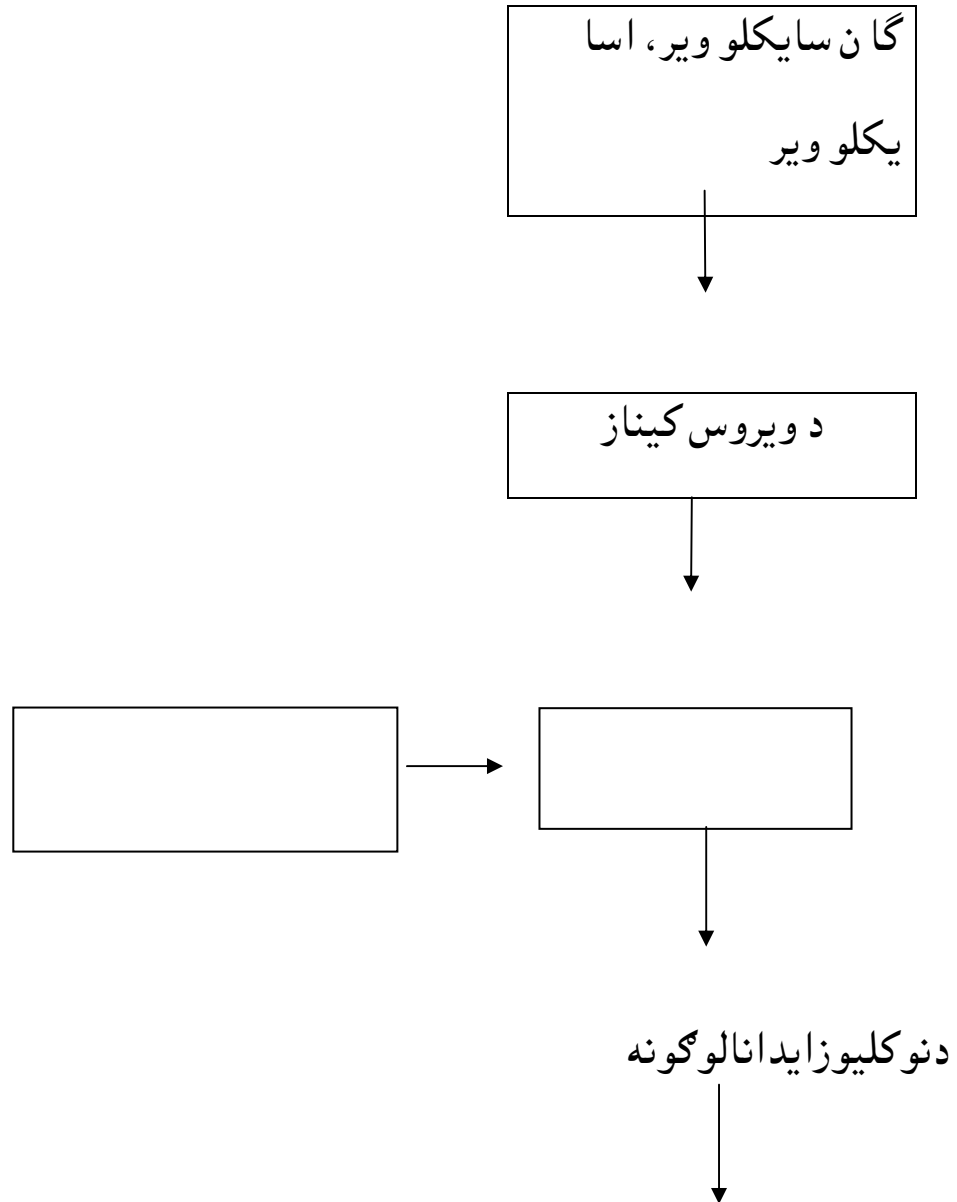 گا ن سایکلو ویر، اسا
یکلو ویر
د ویروس کیناز
دنوکلیوزایدانالوګونه